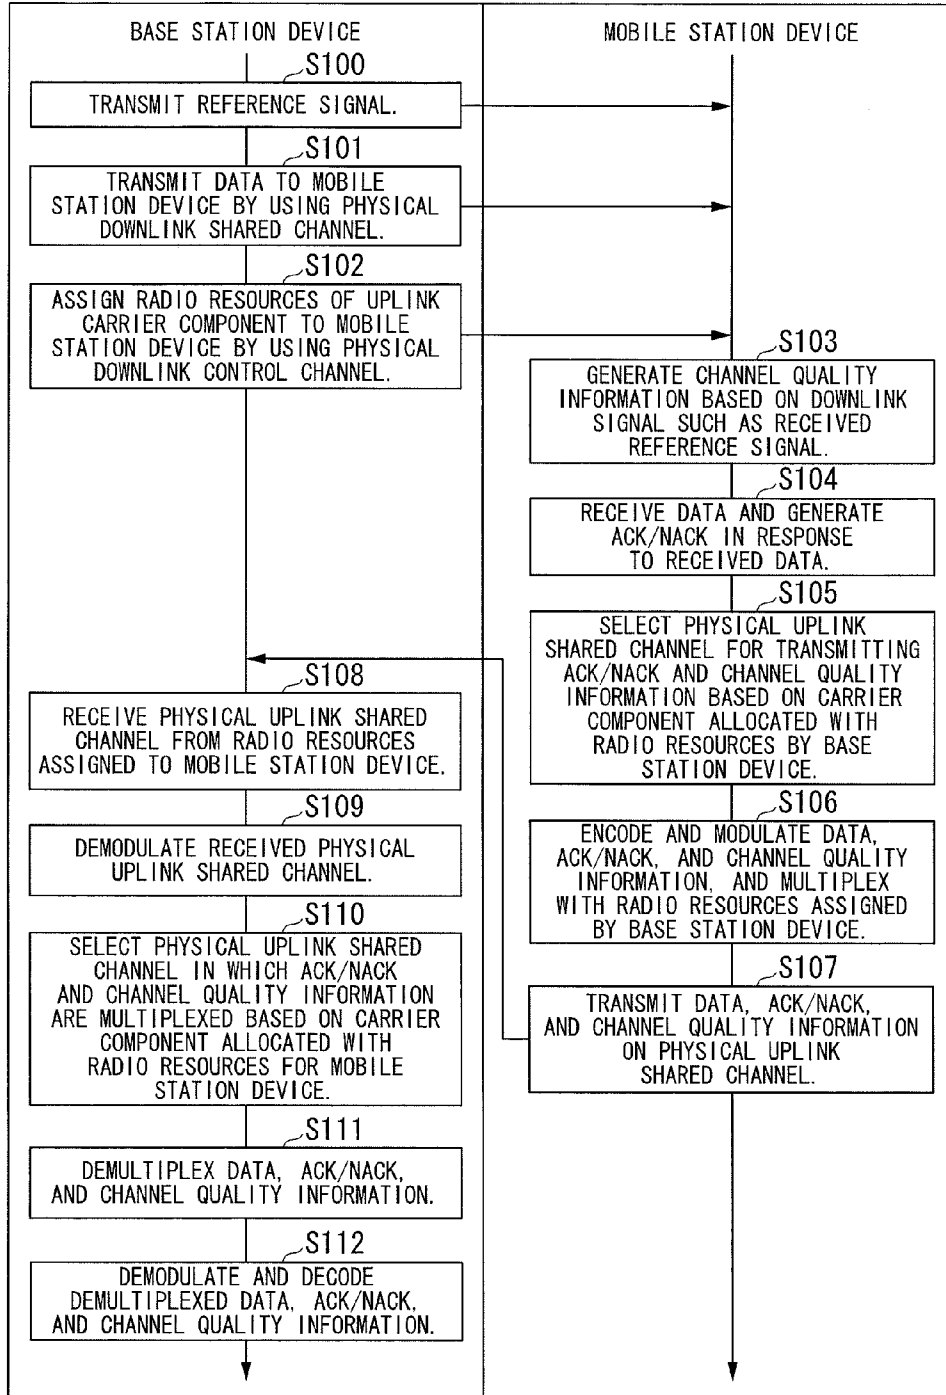 BASE STATION DEVICE
MOBILE STATION DEVICE
S100
TRANSMIT REFERENCE SIGNAL.
S101
TRANSMIT DATA TO MOBILE
STATION DEVICE BY USING PHYSICAL
DOWNLINK SHARED CHANNEL.
S102
ASSIGN RADIO RESOURCES OF UPLINK
CARRIER COMPONENT TO MOBILE
STATION DEVICE BY USING PHYSICAL
DOWNLINK CONTROL CHANNEL.
S103
GENERATE CHANNEL QUALITY
INFORMATION BASED ON DOWNLINK
SIGNAL SUCH AS RECEIVED
REFERENCE SIGNAL.
S104
RECEIVE DATA AND GENERATE
ACK/NACK IN RESPONSE
TO RECEIVED DATA.
S105
SELECT PHYSICAL UPLINK
SHARED CHANNEL FOR TRANSMITTING
ACK/NACK AND CHANNEL QUALITY
INFORMATION BASED ON CARRIER
COMPONENT ALLOCATED WITH
RADIO RESOURCES BY BASE
STATION DEVICE.
S106
ENCODE AND MODULATE DATA,
ACK/NACK, AND CHANNEL QUALITY
INFORMATION, AND MULTIPLEX
WITH RADIO RESOURCES ASSIGNED
BY BASE STATION DEVICE.
S107
TRANSMIT DATA, ACK/NACK,
AND CHANNEL QUALITY INFORMATION
ON PHYSICAL UPLINK
SHARED CHANNEL.
S108
RECEIVE PHYSICAL UPLINK SHARED
CHANNEL FROM RADIO RESOURCES
ASSIGNED TO MOBILE STATION DEVICE.
S109
DEMODULATE RECEIVED PHYSICAL
UPLINK SHARED CHANNEL.
S110
SELECT PHYSICAL UPLINK SHARED
CHANNEL IN WHICH ACK/NACK
AND CHANNEL QUALITY INFORMATION
ARE MULTIPLEXED BASED ON CARRIER
COMPONENT ALLOCATED WITH
RADIO RESOURCES FOR MOBILE
STATION DEVICE.
S111
DEMULTIPLEX DATA, ACK/NACK,
AND CHANNEL QUALITY INFORMATION.
S112
DEMODULATE AND DECODE
DEMULTIPLEXED DATA, ACK/NACK,
AND CHANNEL QUALITY INFORMATION.